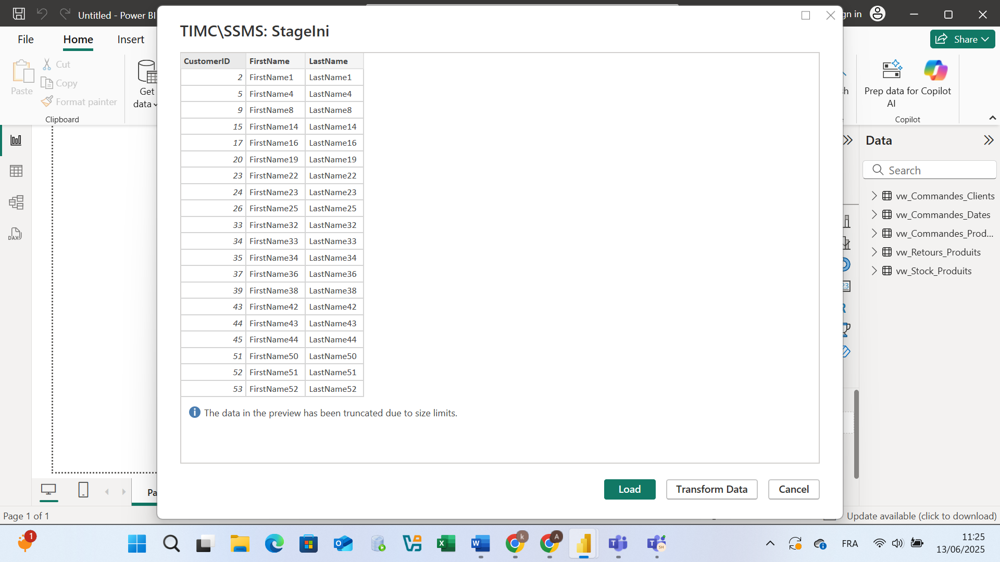 Untitled - Power BI
TIMC\SSMS: StageIni
gn in
File
Home
Insert
Share
Paste
Cut
Copy
Format painter
Clipboard
Get
data
Prep data for
AI
Copilot
Copilot
CustomerID FirstName LastName
2 FirstName1 LastName1
5 FirstName4 LastName4
9 FirstName8 LastName8
15 FirstName14 LastName14
17 FirstName16 LastName16
20 FirstName19 LastName19
23 FirstName22 LastName22
24 FirstName23 LastName23
26 FirstName25 LastName25
33 FirstName32 LastName32
34 FirstName33 LastName33
35 FirstName34 LastName34
37 FirstName36 LastName36
39 FirstName38 LastName38
43 FirstName42 LastName42
44 FirstName43 LastName43
45 FirstName44 LastName44
51 FirstName50 LastName50
52 FirstName51 LastName51
53 FirstName52 LastName52
The data in the preview has been truncated due to size limits.
Load
Transform Data
Cancel
DAX
Data
Search
vw_Commandes_Clients
vw_Commandes_Dates
vw_Commandes_Prod...
vw_Retours_Produits
vw_Stock_Produits
Pa
Page 1 of 1
Update available (click to download)
1
k
A
SH
FRA
11:25
13/06/2025